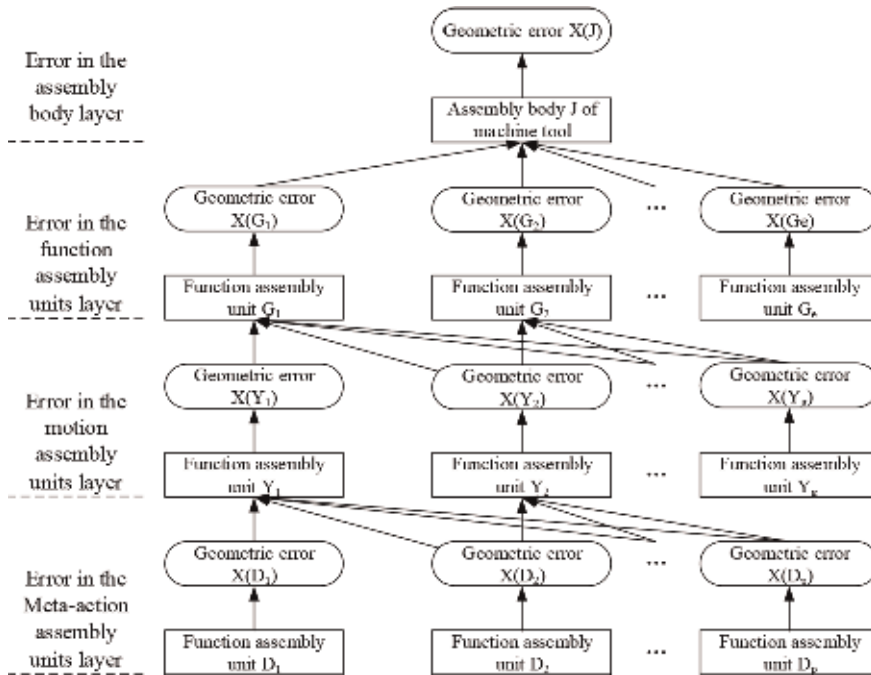 Geometric error X(J)
Error in the
assembly
body layer
Assembly body J of
machine tool
Geometric error
X(G₁)
Geometric error
X(G₂)
...
Geometric error
X(Ge)
Error in the
function
assembly
units layer
Function assembly
unit G₁
Function assembly
unit G₂
...
Function assembly
unit Gₑ
Geometric error
X(Y₁)
Geometric error
X(Y₂)
...
Geometric error
Error in the
motion
assembly
units layer
Function assembly
unit Y₁
Function assembly
unit Y₂
...
Function assembly
unit
Geometric error
X(D₁)
Geometric error
X(D₂)
...
Geometric error
Error in the
Meta-action
assembly
units layer
Function assembly
unit D₁
Function assembly
unit D₂
...
Function assembly
unit